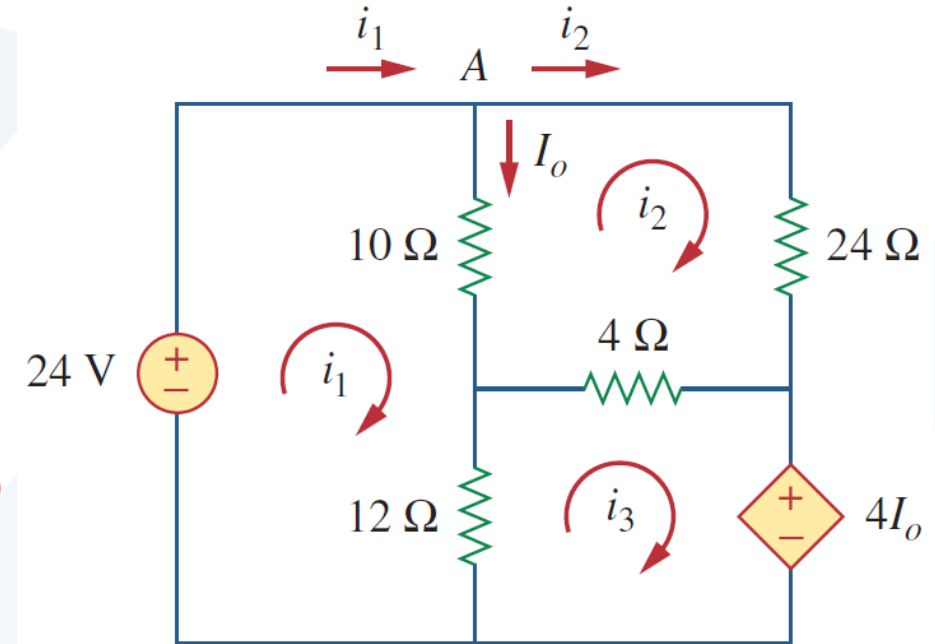 i₁ A i₂
Iₒ
i₂
10 Ω 24 Ω
4 Ω
24 V + − i₁
12 Ω i₃ + − 4Iₒ